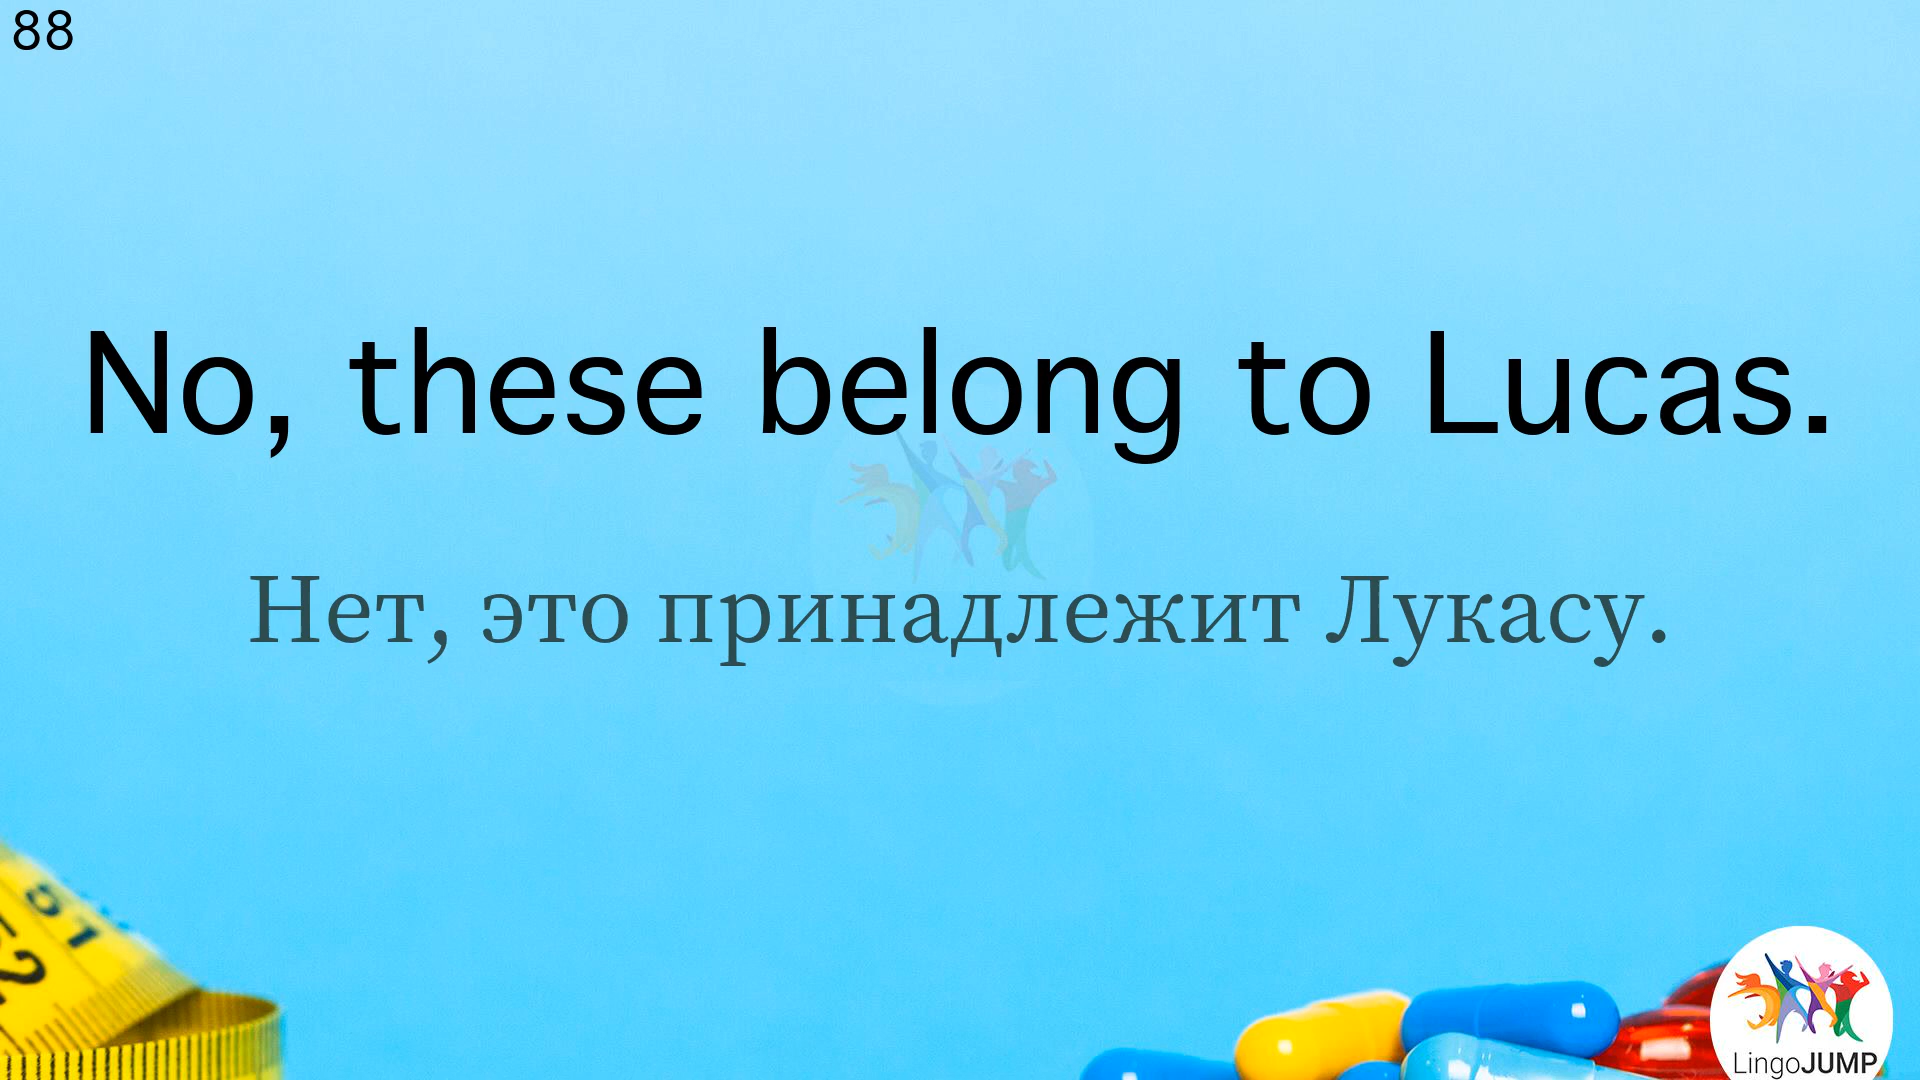 88
No, these belong to Lucas.
Нет, это принадлежит Лукасу.
LingoJUMP